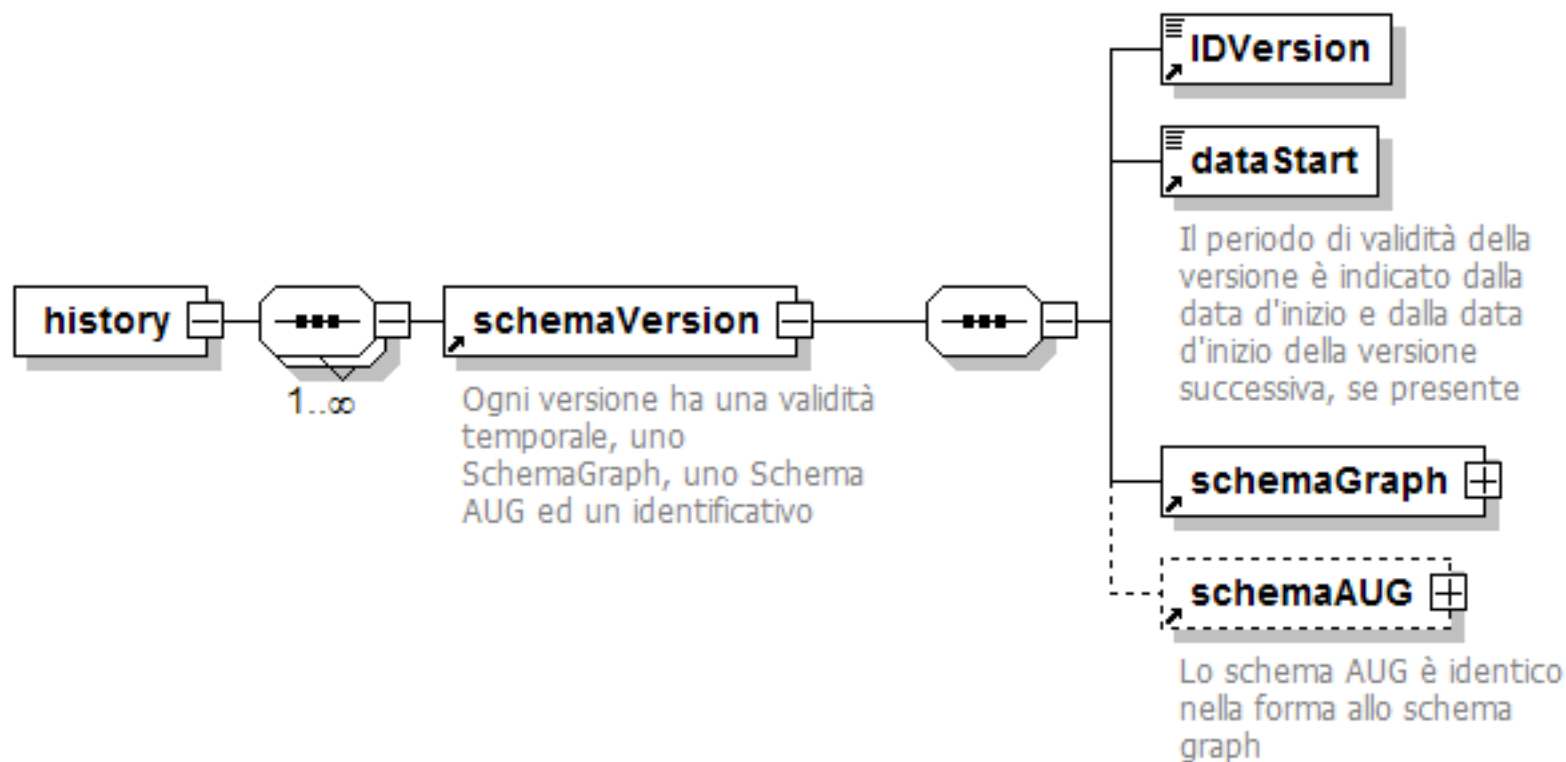 history
1..∞
schemaVersion
Ogni versione ha una validità
temporale, uno
SchemaGraph, uno Schema
AUG ed un identificativo
IDVersion
dataStart
Il periodo di validità della
versione è indicato dalla
data d'inizio e dalla data
d'inizio della versione
successiva, se presente
schemaGraph
schemaAUG
Lo schema AUG è identico
nella forma allo schema
graph